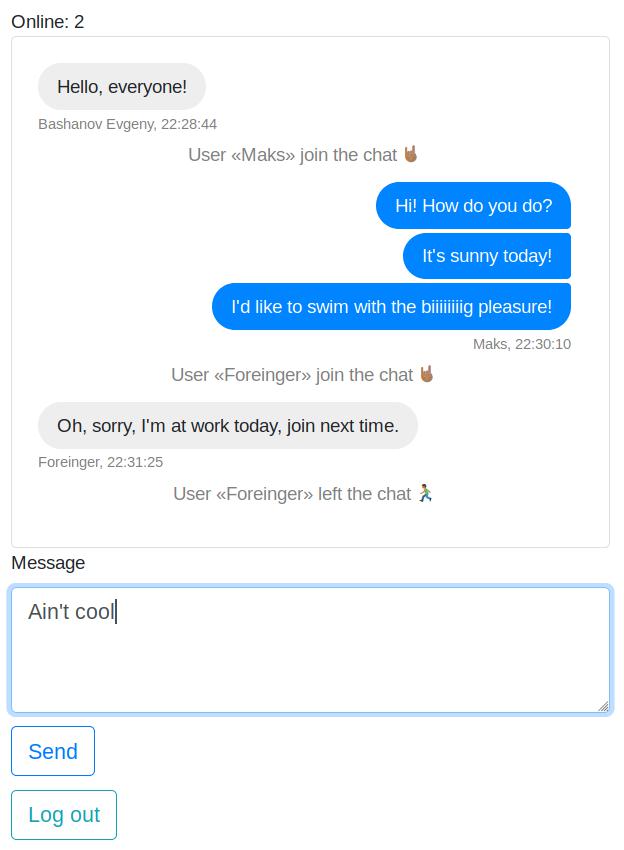 Online: 2
Hello, everyone!
Bashanov Evgeny, 22:28:44
User «Maks» join the chat 🤘🏽
Hi! How do you do?
It's sunny today!
I'd like to swim with the biiiiiiiig pleasure!
Maks, 22:30:10
User «Foreinger» join the chat 🤘🏽
Oh, sorry, I'm at work today, join next time.
Foreinger, 22:31:25
User «Foreinger» left the chat 🏃🏽‍♂️
Message
Ain't cool
Send
Log out